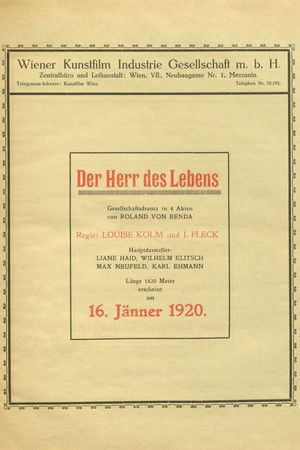 Wiener Kunstfilm Industrie Gesellschaft m. b. H.
Zentralbüro und Leihanstalt: Wien, VII., Neubaugasse Nr. 1, Mezzanin.
Telegramm-Adresse: Kunstfilm Wien. Telephon Nr. 38.195.
Der Herr des Lebens
Gesellschaftsdrama in 4 Akten
von ROLAND VON BENDA
Regie: LOUISE KOLM und J. FLECK
Hauptdarsteller:
LIANE HAID, WILHELM KLITSCH
MAX NEUFELD, KARL EHMANN
Länge 1820 Meter
erscheint
am
16. Jänner 1920.